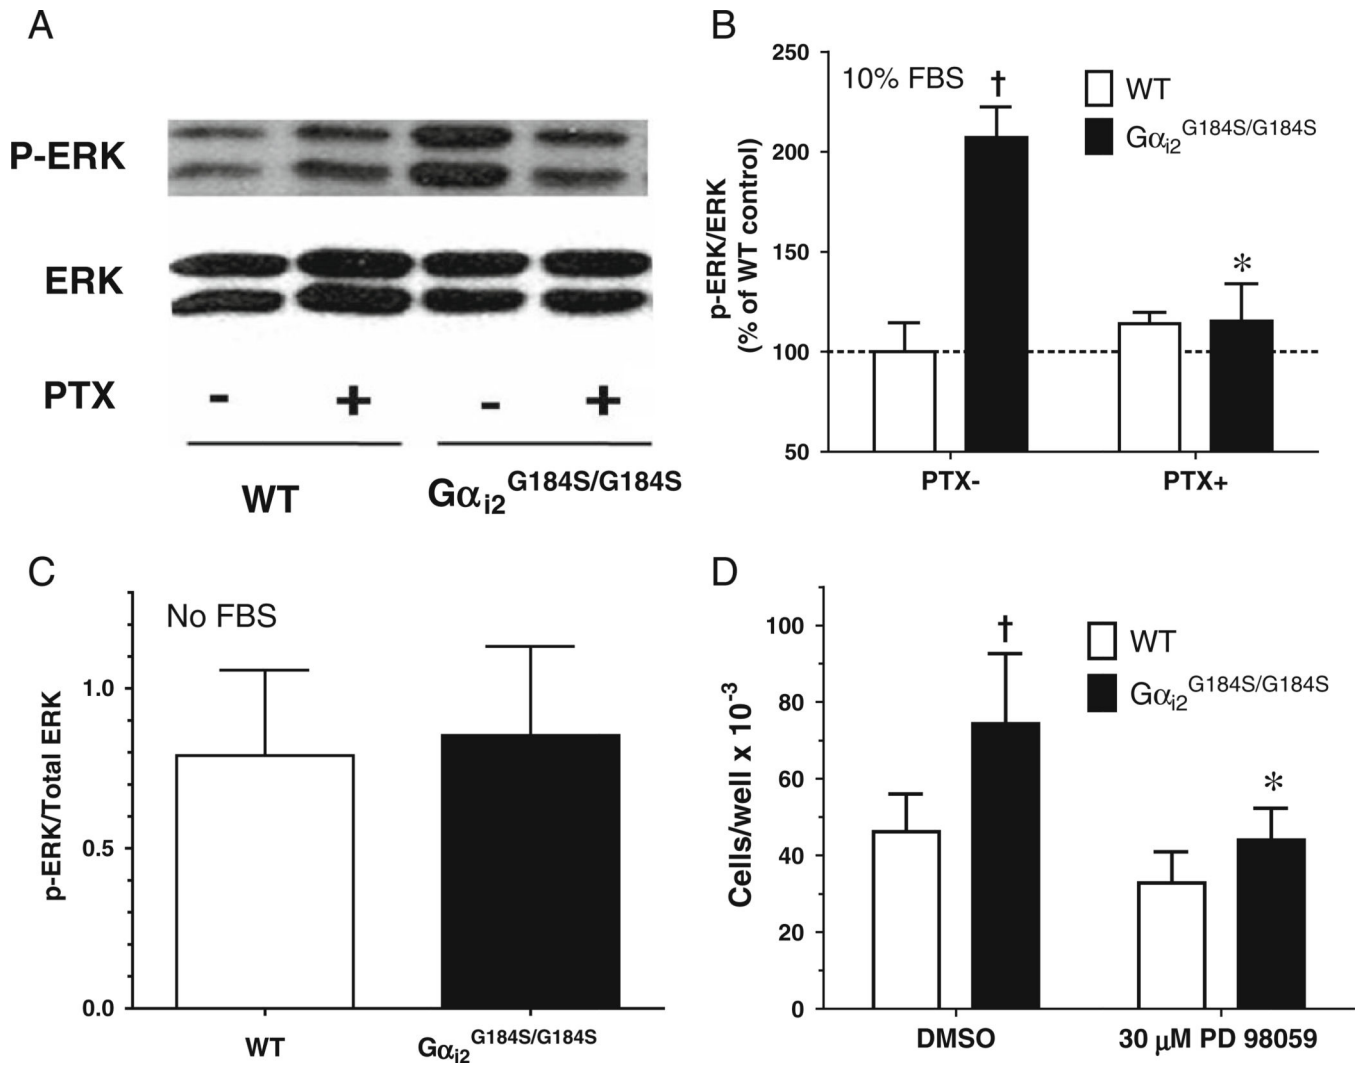 A
P-ERK
ERK
PTX - + - +
WT Gαi2G184S/G184S
B
250
200
150
100
50
p-ERK/ERK
(% of WT control)
10% FBS †
WT
Gαi2G184S/G184S
*
PTX- PTX+
C
No FBS
1.0
0.5
0.0
p-ERK/Total ERK
WT Gαi2G184S/G184S
D
100
80
60
40
20
0
Cells/well x 10-3
†
WT
Gαi2G184S/G184S
*
DMSO 30 μM PD 98059